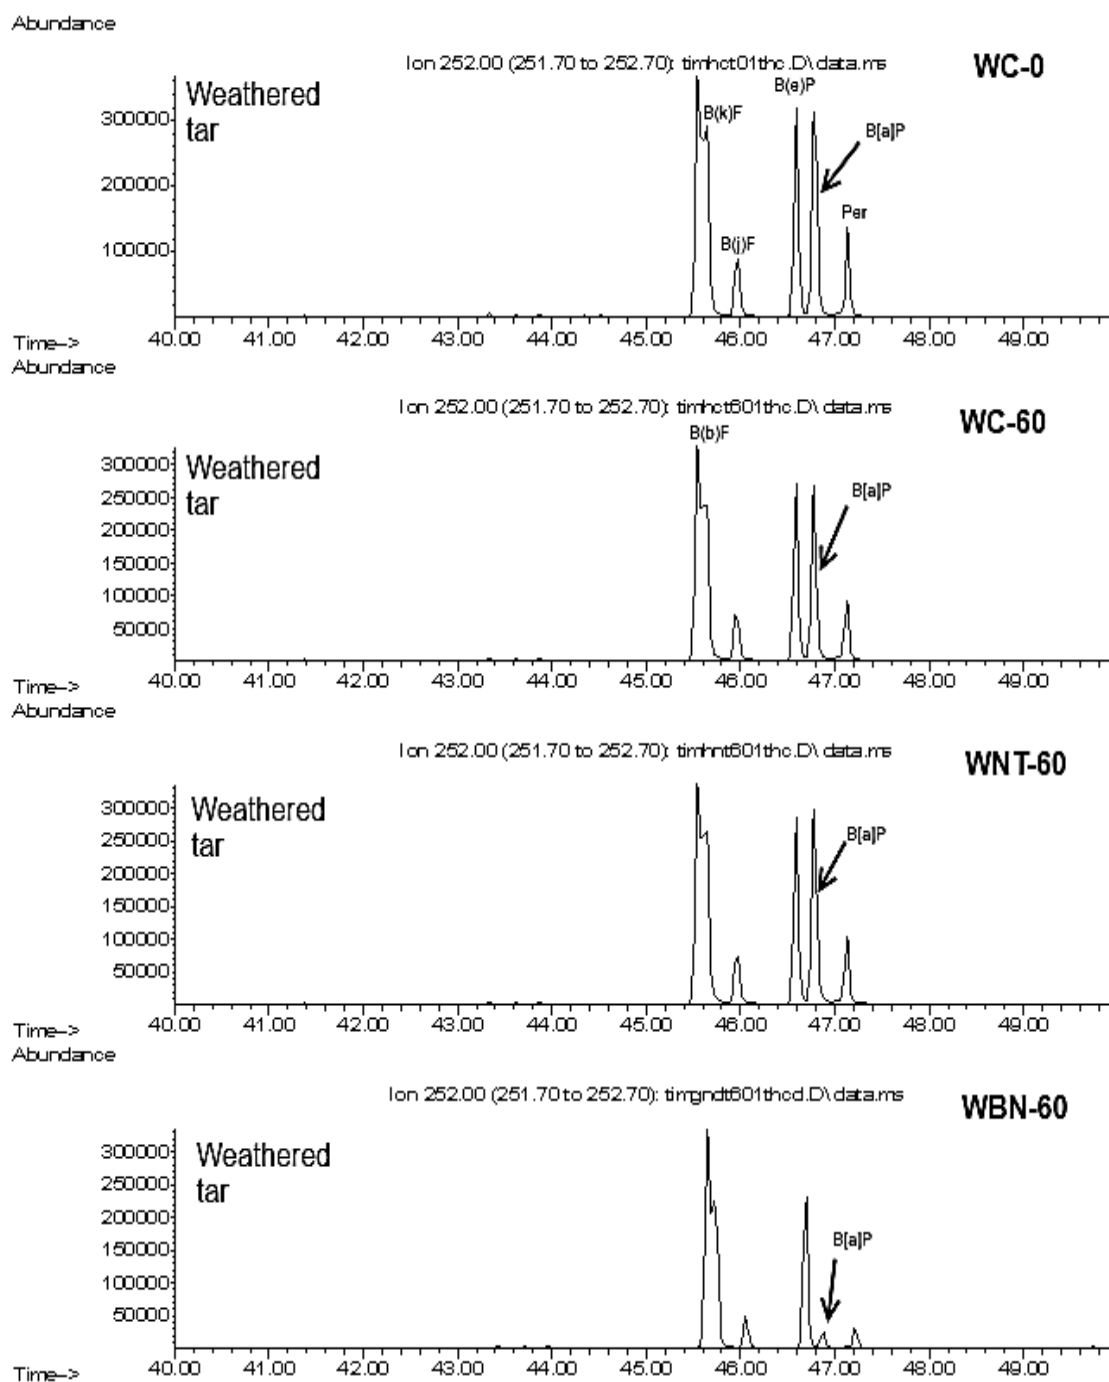 Abundance
Ion 252.00 (251.70 to 252.70): timhct01thc.D\data.ms
WC-0
Weathered
tar
B(k)F
B(j)F
B(e)P
B[a]P
Per
300000
200000
100000
40.00 41.00 42.00 43.00 44.00 45.00 46.00 47.00 48.00 49.00
Time-->
Abundance
Ion 252.00 (251.70 to 252.70): timhct601thc.D\data.ms
WC-60
Weathered
tar
B(b)F
B[a]P
300000
250000
200000
150000
100000
50000
40.00 41.00 42.00 43.00 44.00 45.00 46.00 47.00 48.00 49.00
Time-->
Abundance
Ion 252.00 (251.70 to 252.70): timhnt601thc.D\data.ms
WNT-60
Weathered
tar
B[a]P
300000
250000
200000
150000
100000
50000
40.00 41.00 42.00 43.00 44.00 45.00 46.00 47.00 48.00 49.00
Time-->
Abundance
Ion 252.00 (251.70 to 252.70): timgndt601thcd.D\data.ms
WBN-60
Weathered
tar
B[a]P
300000
250000
200000
150000
100000
50000
40.00 41.00 42.00 43.00 44.00 45.00 46.00 47.00 48.00 49.00
Time-->